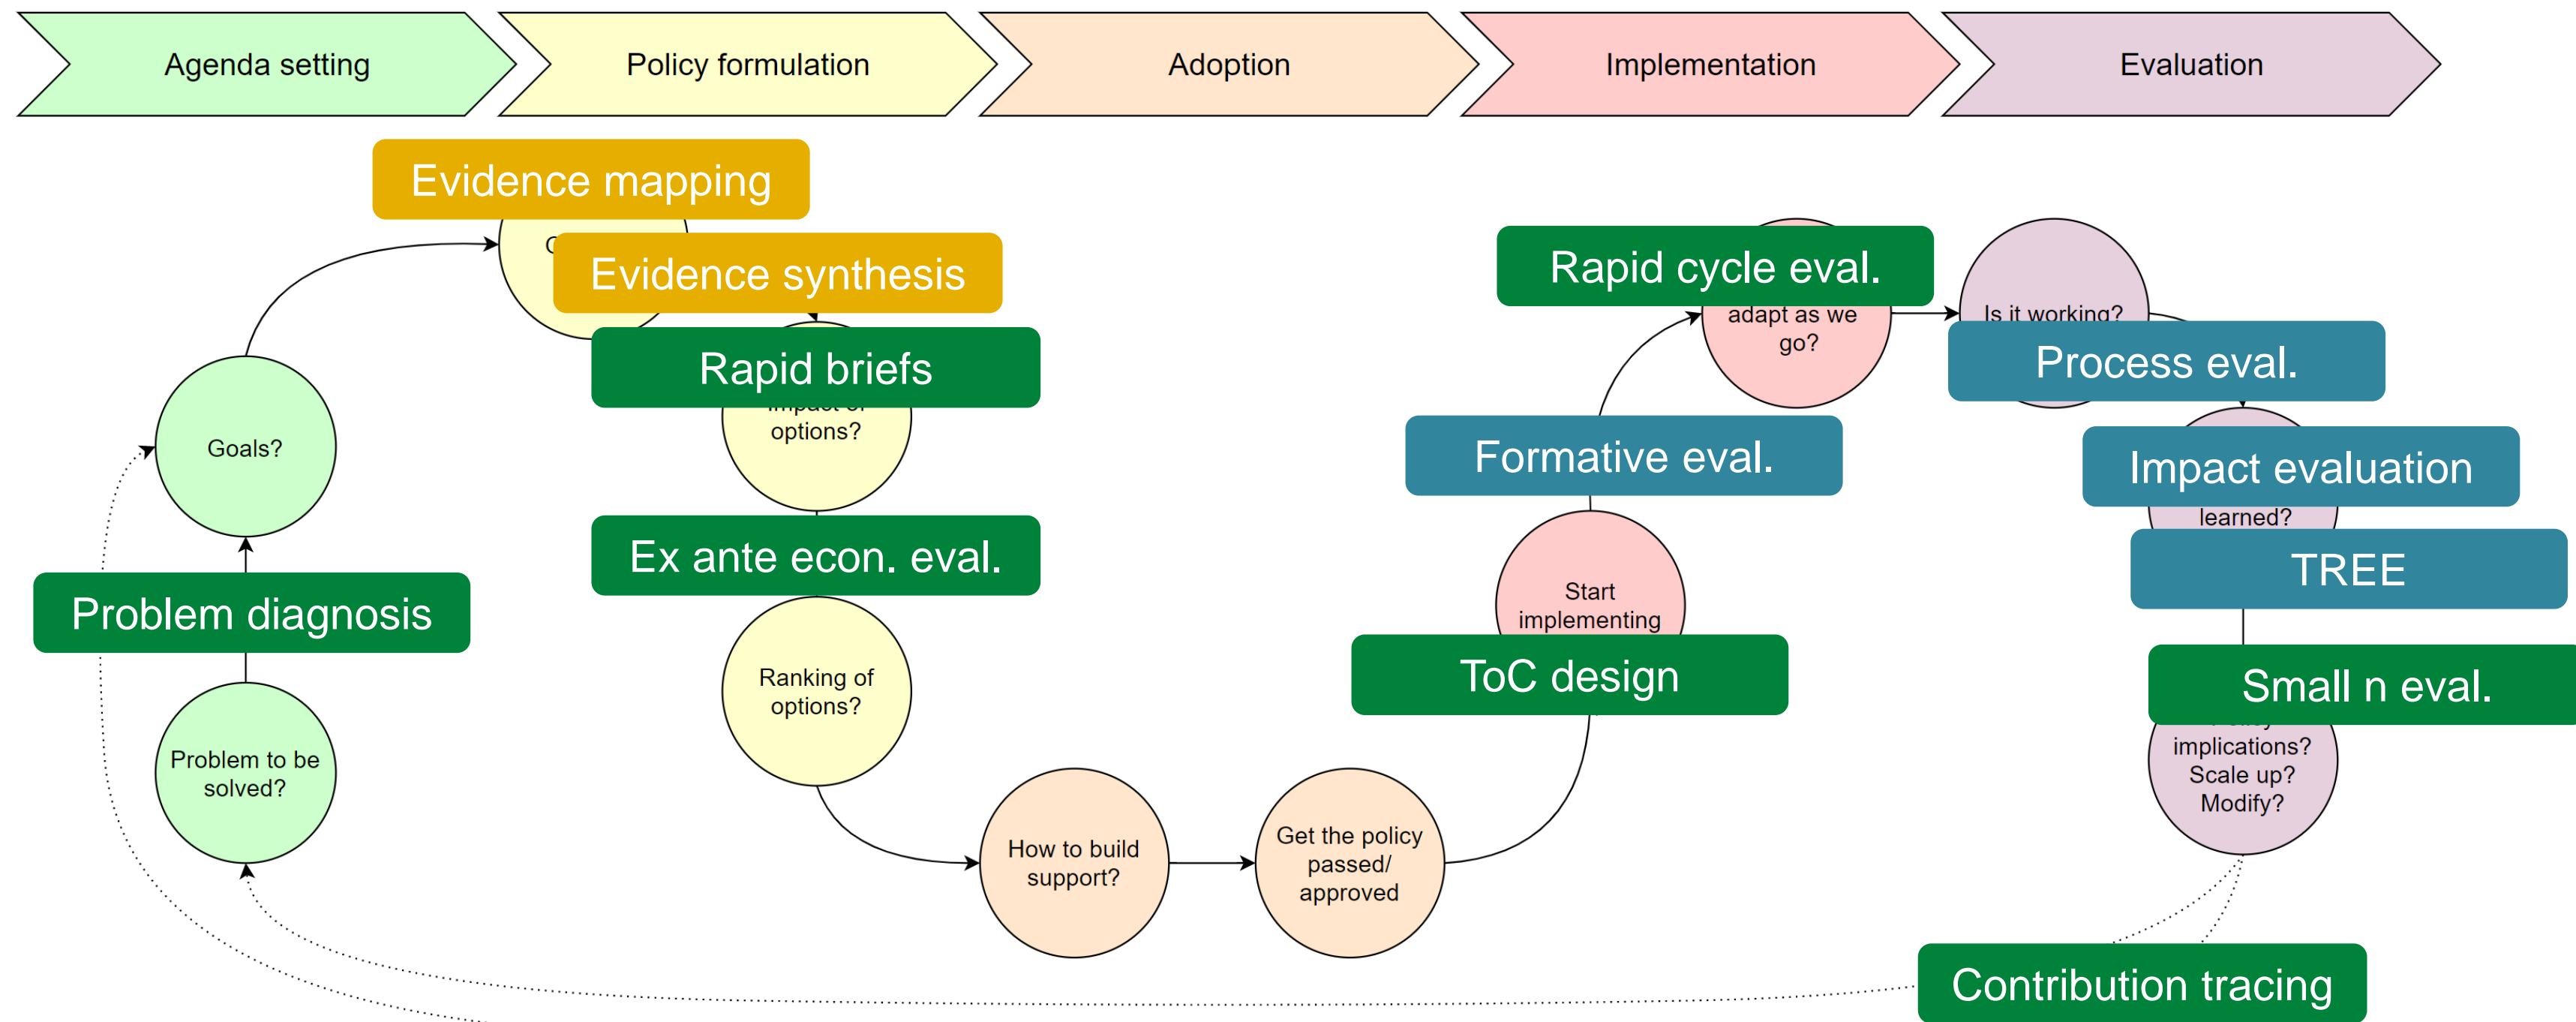 Agenda setting
Policy formulation
Adoption
Implementation
Evaluation
Evidence mapping
Evidence synthesis
Rapid briefs
options?
Ex ante econ. eval.
Ranking of
options?
Goals?
Problem diagnosis
Problem to be
solved?
How to build
support?
Get the policy
passed/
approved
Start
implementing
ToC design
Formative eval.
Rapid cycle eval.
adapt as we
go?
Is it working?
Process eval.
Impact evaluation
learned?
TREE
Small n eval.
implications?
Scale up?
Modify?
Contribution tracing